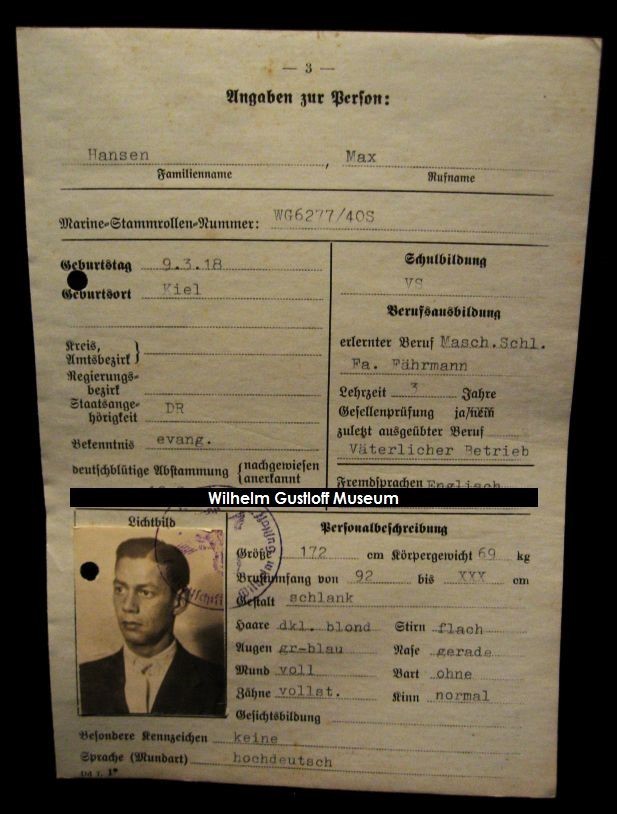 — 3 —
Angaben zur Person:
Hansen, Max
Familienname Rufname
Marine-Stammrollen-Nummer: WG6277/40S
Geburtstag 9.3.18
Geburtsort Kiel
Kreis, Amtsbezirk
Regierungsbezirk
Staatsangehörigkeit DR
Bekenntnis evang.
deutschblütige Abstammung {nachgewiesen
anerkannt
Schulbildung
VS
Berufsausbildung
erlernter Beruf Masch.Schl.
Fa. Fährmann
Lehrzeit 3 Jahre
Gesellenprüfung ja/nein
zuletzt ausgeübter Beruf
Väterlicher Betrieb
Fremdsprachen Englisch
Wilhelm Gustloff Museum
Lichtbild
Personalbeschreibung
Größe 172 cm Körpergewicht 69 kg
Brustumfang von 92 bis XXX cm
Gestalt schlank
Haare dkl. blond Stirn flach
Augen gr-blau Nase gerade
Mund voll Bart ohne
Zähne vollst. Kinn normal
Gesichtsbildung
Besondere Kennzeichen keine
Sprache (Mundart) hochdeutsch